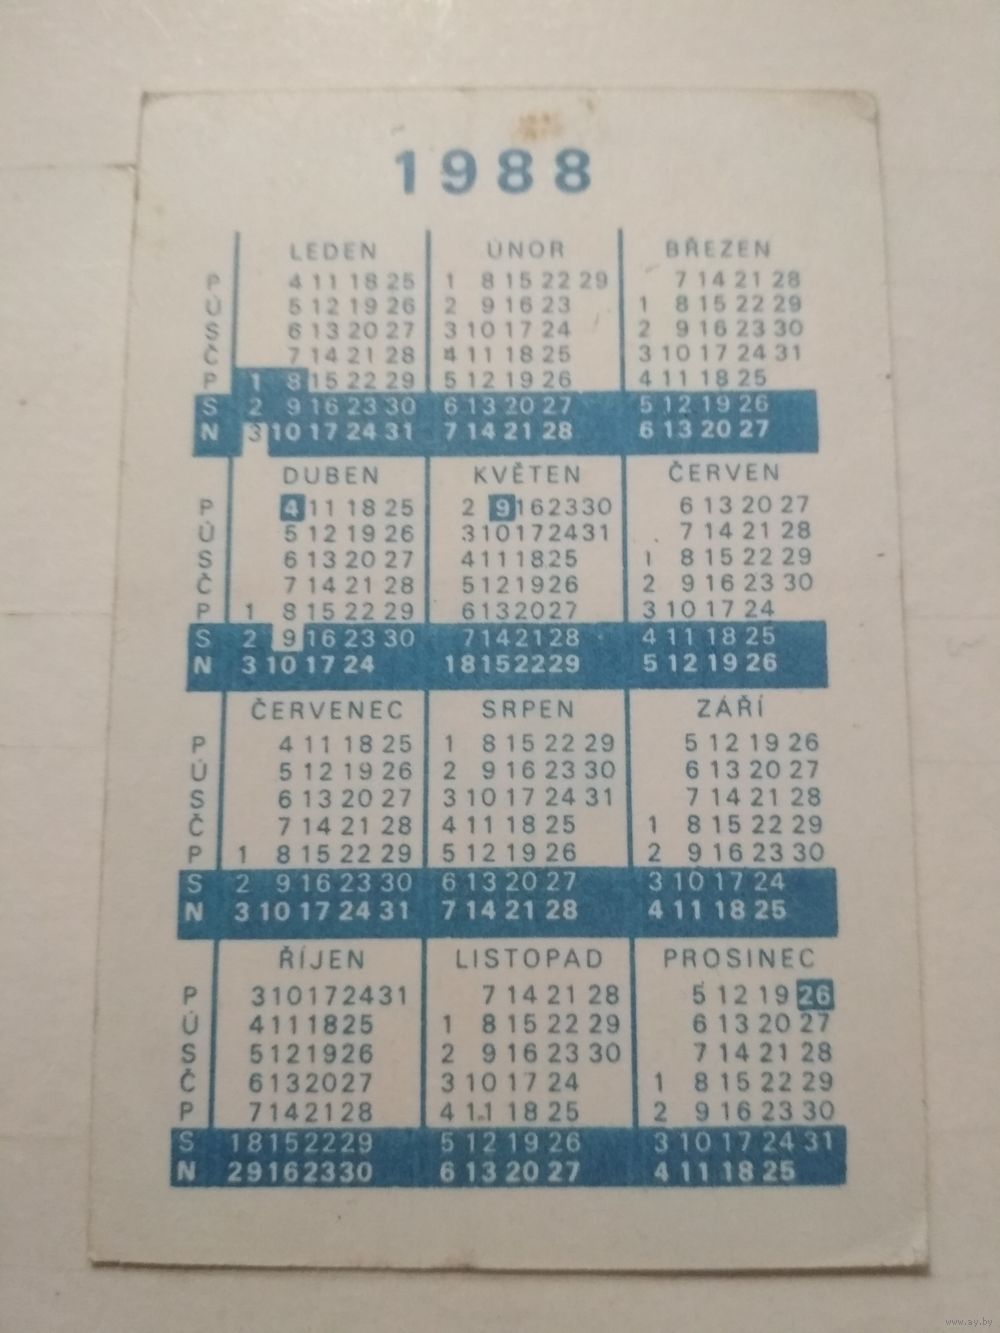 1988
LEDEN ÚNOR BŘEZEN
P 4 11 18 25 1 8 15 22 29 7 14 21 28
Ú 5 12 19 26 2 9 16 23 1 8 15 22 29
S 6 13 20 27 3 10 17 24 2 9 16 23 30
Č 7 14 21 28 4 11 18 25 3 10 17 24 31
P 1 8 15 22 29 5 12 19 26 4 11 18 25
S 2 9 16 23 30 6 13 20 27 5 12 19 26
N 3 10 17 24 31 7 14 21 28 6 13 20 27
DUBEN KVĚTEN ČERVEN
P 4 11 18 25 2 9 16 23 30 6 13 20 27
Ú 5 12 19 26 3 10 17 24 31 7 14 21 28
S 6 13 20 27 4 11 18 25 1 8 15 22 29
Č 7 14 21 28 5 12 19 26 2 9 16 23 30
P 1 8 15 22 29 6 13 20 27 3 10 17 24
S 2 9 16 23 30 7 14 21 28 4 11 18 25
N 3 10 17 24 1 8 15 22 29 5 12 19 26
ČERVENEC SRPEN ZÁŘÍ
P 4 11 18 25 1 8 15 22 29 5 12 19 26
Ú 5 12 19 26 2 9 16 23 30 6 13 20 27
S 6 13 20 27 3 10 17 24 31 7 14 21 28
Č 7 14 21 28 4 11 18 25 1 8 15 22 29
P 1 8 15 22 29 5 12 19 26 2 9 16 23 30
S 2 9 16 23 30 6 13 20 27 3 10 17 24
N 3 10 17 24 31 7 14 21 28 4 11 18 25
ŘÍJEN LISTOPAD PROSINEC
P 3 10 17 24 31 7 14 21 28 5 12 19 26
Ú 4 11 18 25 1 8 15 22 29 6 13 20 27
S 5 12 19 26 2 9 16 23 30 7 14 21 28
Č 6 13 20 27 3 10 17 24 1 8 15 22 29
P 7 14 21 28 4 11 18 25 2 9 16 23 30
S 1 8 15 22 29 5 12 19 26 3 10 17 24 31
N 2 9 16 23 30 6 13 20 27 4 11 18 25
www.ay.by